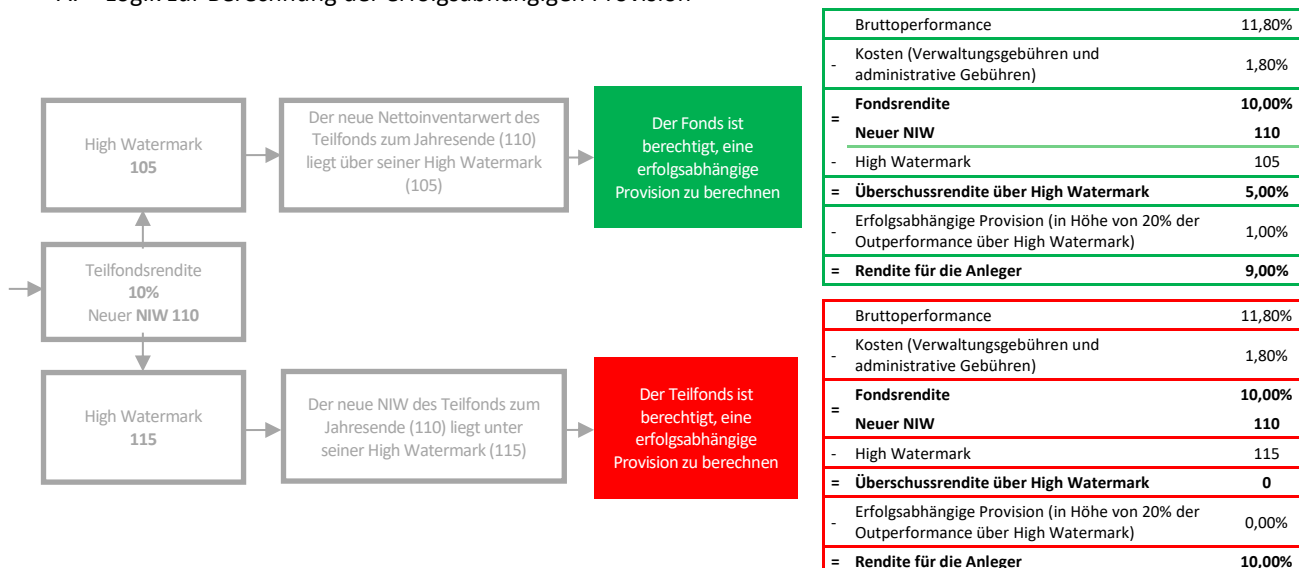 A. Logik zur Berechnung der erfolgsabhängigen Provision
High Watermark
105
Der neue Nettoinventarwert des
Teilfonds zum Jahresende (110)
liegt über seiner High Watermark
(105)
Der Fonds ist
berechtigt, eine
erfolgsabhängige
Provision zu berechnen
Teilfondsrendite
10%
Neuer NIW 110
High Watermark
115
Der neue NIW des Teilfonds zum
Jahresende (110) liegt unter
seiner High Watermark (115)
Der Teilfonds ist
berechtigt, eine
erfolgsabhängige
Provision zu berechnen
Bruttoperformance 11,80%
- Kosten (Verwaltungsgebühren und
administrative Gebühren) 1,80%
= Fondsrendite 10,00%
Neuer NIW 110
- High Watermark 105
= Überschussrendite über High Watermark 5,00%
- Erfolgsabhängige Provision (in Höhe von 20% der
Outperformance über High Watermark) 1,00%
= Rendite für die Anleger 9,00%
Bruttoperformance 11,80%
- Kosten (Verwaltungsgebühren und
administrative Gebühren) 1,80%
= Fondsrendite 10,00%
Neuer NIW 110
- High Watermark 115
= Überschussrendite über High Watermark 0
- Erfolgsabhängige Provision (in Höhe von 20% der
Outperformance über High Watermark) 0,00%
= Rendite für die Anleger 10,00%